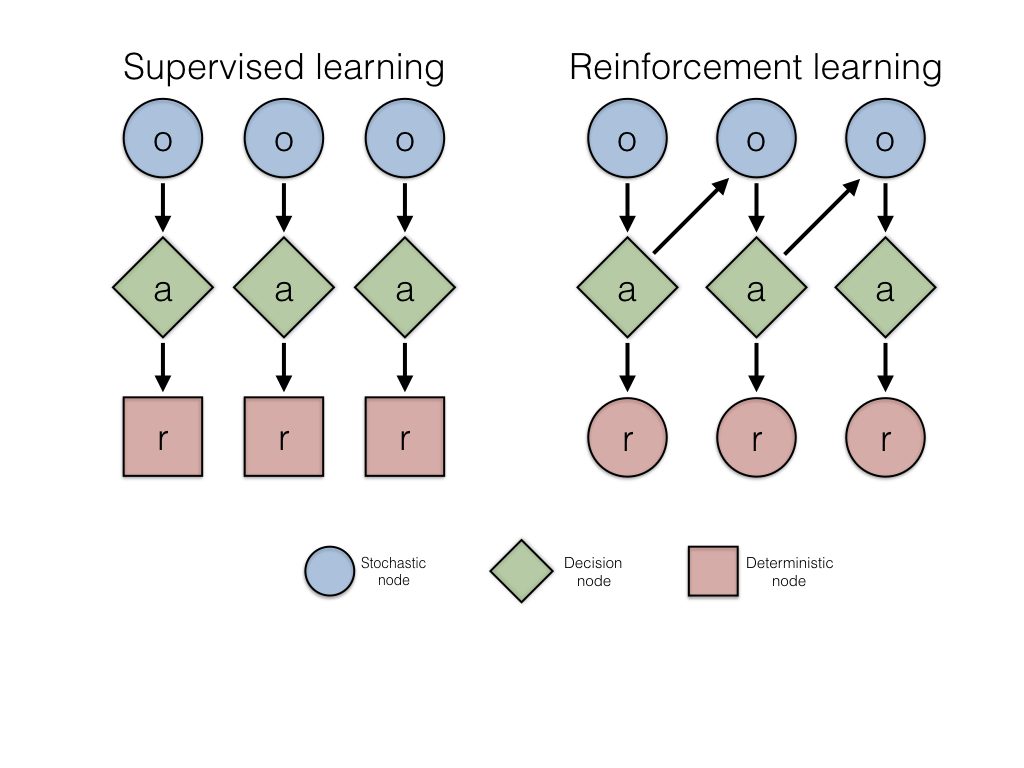 Supervised learning
Reinforcement learning
o o o
o o o
a a a
a a a
r r r
r r r
Stochastic
node
Decision
node
Deterministic
node